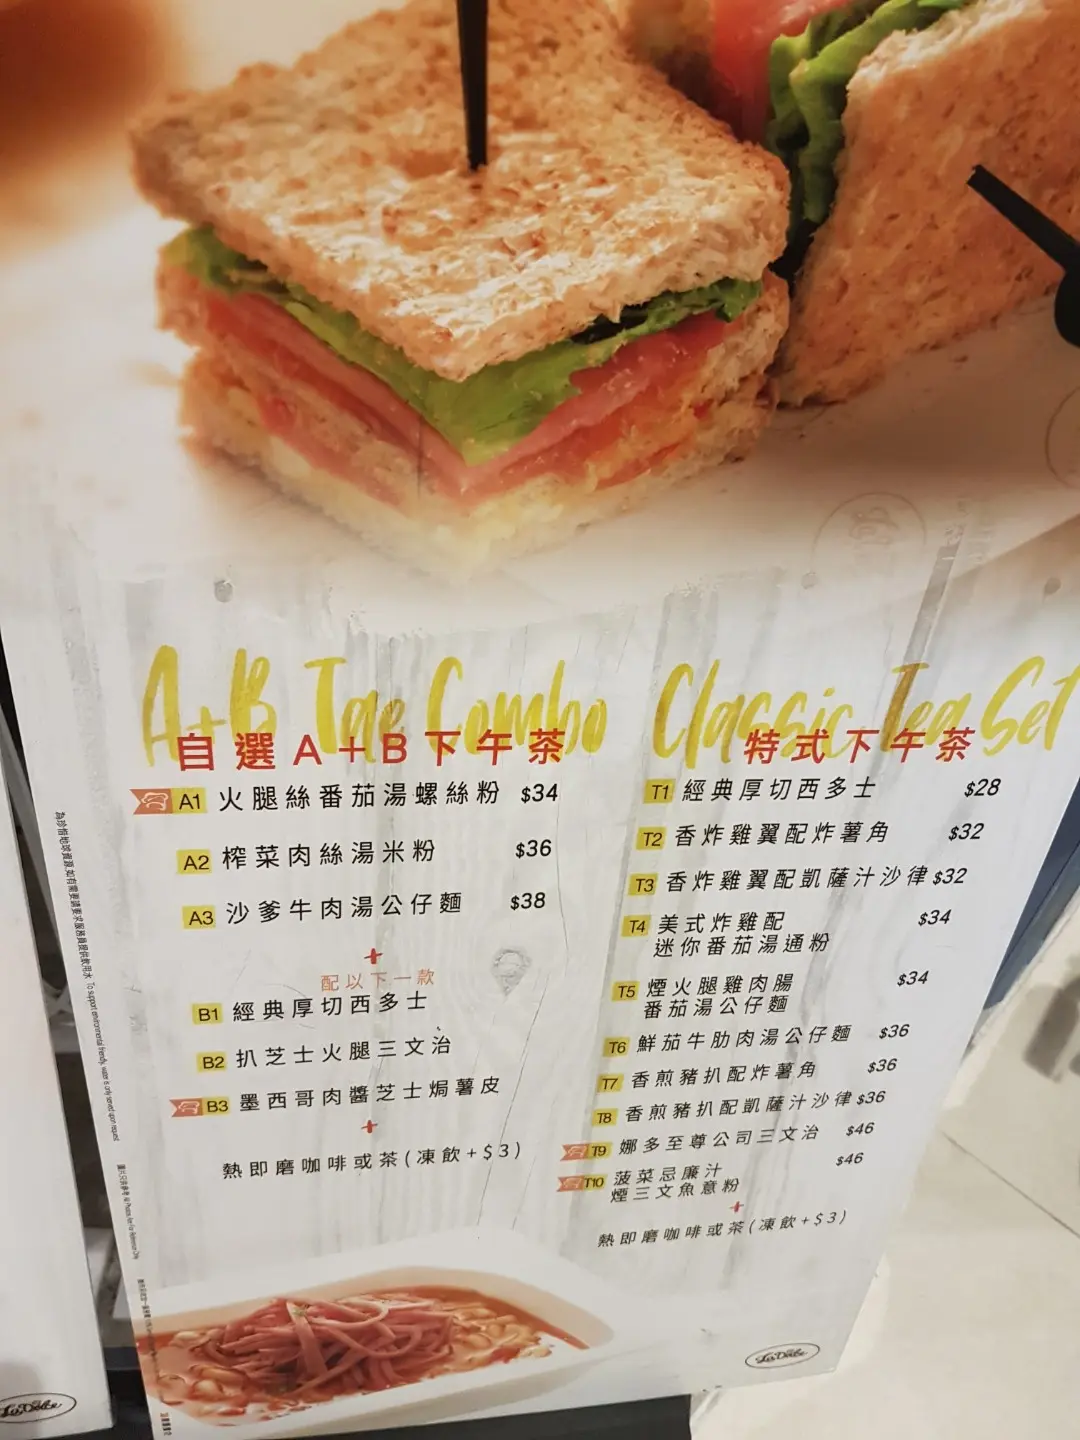 A+B Tae Combo
自選A+B下午茶
A1 火腿絲番茄湯螺絲粉 $34
A2 榨菜肉絲湯米粉 $36
A3 沙爹牛肉湯公仔麵 $38
+
配以下一款
B1 經典厚切西多士
B2 扒芝士火腿三文治
B3 墨西哥肉醬芝士焗薯皮
+
熱即磨咖啡或茶(凍飲+$3)
Classic Tea Set
特式下午茶
T1 經典厚切西多士 $28
T2 香炸雞翼配炸薯角 $32
T3 香炸雞翼配凱薩汁沙律 $32
T4 美式炸雞配 $34
迷你番茄湯通粉
T5 煙火腿雞肉腸 $34
番茄湯公仔麵
T6 鮮茄牛肋肉湯公仔麵 $36
T7 香煎豬扒配炸薯角 $36
T8 香煎豬扒配凱薩汁沙律 $36
T9 娜多至尊公司三文治 $46
T10 菠菜忌廉汁 $46
煙三文魚意粉
+
熱即磨咖啡或茶(凍飲+$3)